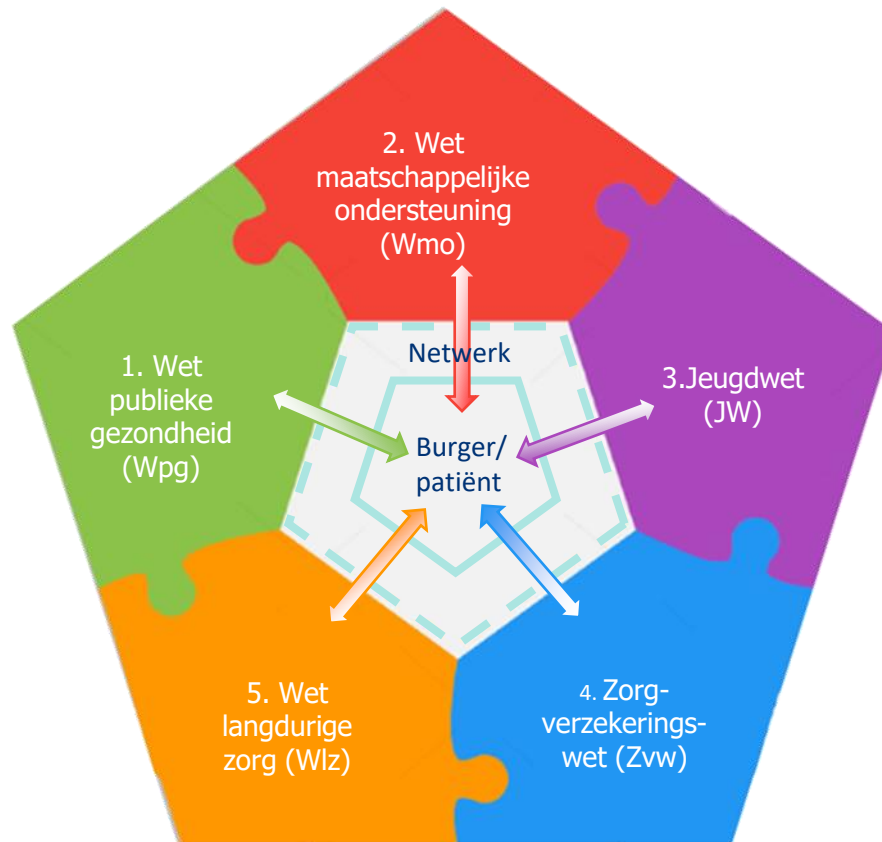 2. Wet
maatschappelijke
ondersteuning
(Wmo)
Netwerk
1. Wet
publieke
gezondheid
(Wpg)
3.Jeugdwet
(JW)
Burger/
patiënt
5. Wet
langdurige
zorg (Wlz)
4. Zorg-
verzekerings-
wet (Zvw)